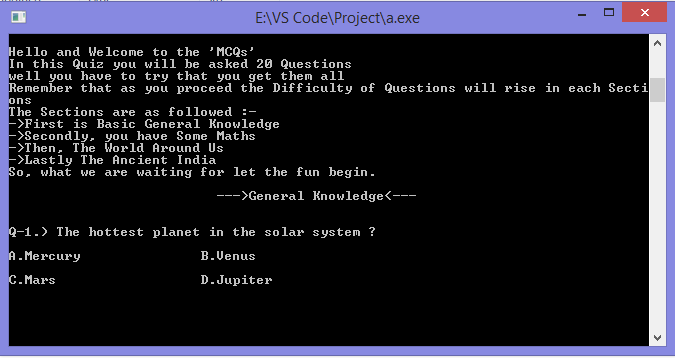 E:\VS Code\Project\a.exe
Hello and Welcome to the 'MCQs'
In this Quiz you will be asked 20 Questions
well you have to try that you get them all
Remember that as you proceed the Difficulty of Questions will rise in each Secti
ons
The Sections are as followed :-
->First is Basic General Knowledge
->Secondly, you have Some Maths
->Then, The World Around Us
->Lastly The Ancient India
So, what we are waiting for let the fun begin.
--->General Knowledge<---
Q-1.) The hottest planet in the solar system ?
A.Mercury B.Venus
C.Mars D.Jupiter